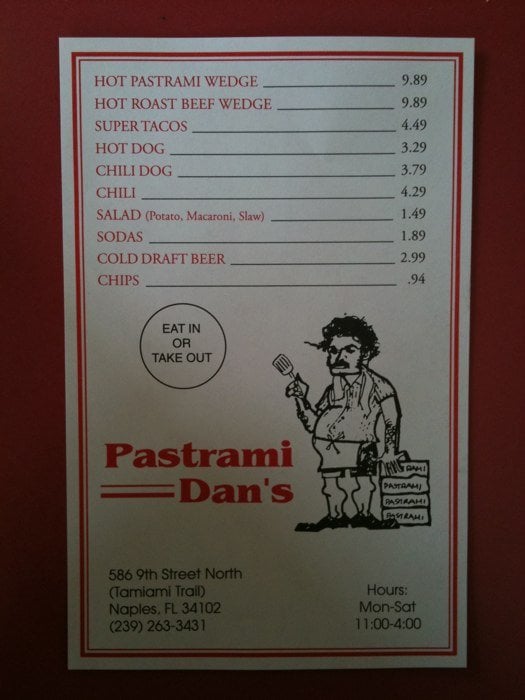 HOT PASTRAMI WEDGE 9.89
HOT ROAST BEEF WEDGE 9.89
SUPER TACOS 4.49
HOT DOG 3.29
CHILI DOG 3.79
CHILI 4.29
SALAD (Potato, Macaroni, Slaw) 1.49
SODAS 1.89
COLD DRAFT BEER 2.99
CHIPS .94
EAT IN
OR
TAKE OUT
Pastrami
Dan's
RAMI
PASTRAMI
PASTRAMI
PASTRAMI
586 9th Street North
(Tamiami Trail)
Naples, FL 34102
(239) 263-3431
Hours:
Mon-Sat
11:00-4:00